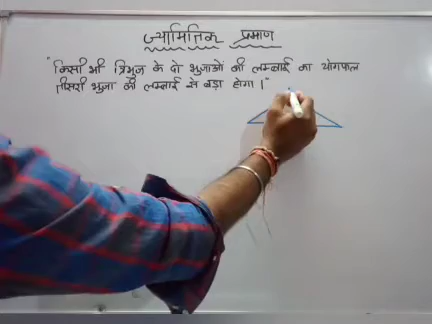 ज्यामितिक प्रमाण
"किसी भी त्रिभुज के दो भुजाओं की लम्बाई का योगफल
तीसरी भुजा की लम्बाई से बड़ा होगा।"